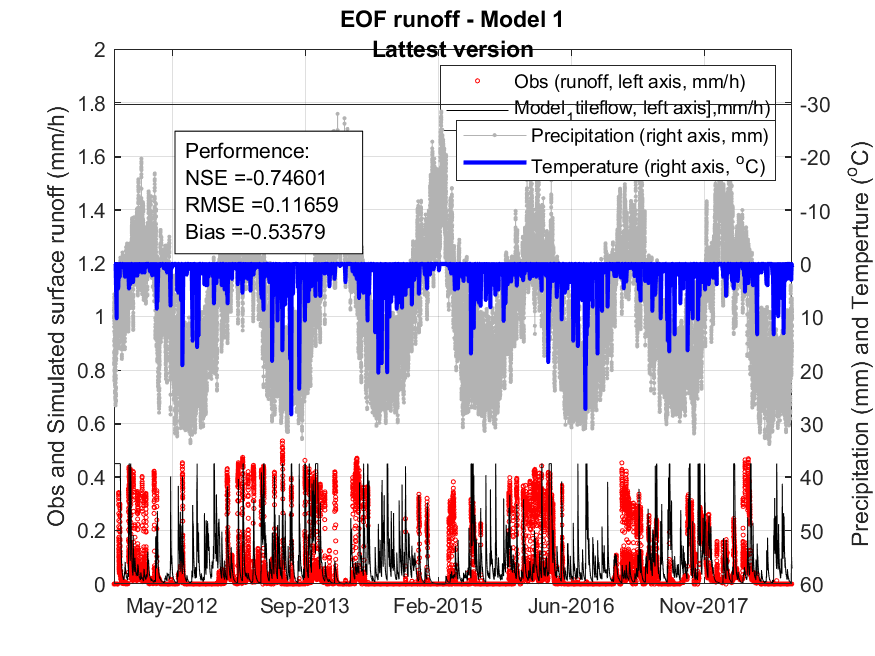 EOF runoff - Model 1
Lattest version
Obs (runoff, left axis, mm/h)
Model1tileflow, left axis],mm/h)
Precipitation (right axis, mm)
Temperature (right axis, °C)
Performence:
NSE =-0.74601
RMSE =0.11659
Bias =-0.53579
Obs and Simulated surface runoff (mm/h)
2
1.8
1.6
1.4
1.2
1
0.8
0.6
0.4
0.2
0
-30
-20
-10
0
10
20
30
40
50
60
Precipitation (mm) and Temperture (°C)
May-2012 Sep-2013 Feb-2015 Jun-2016 Nov-2017